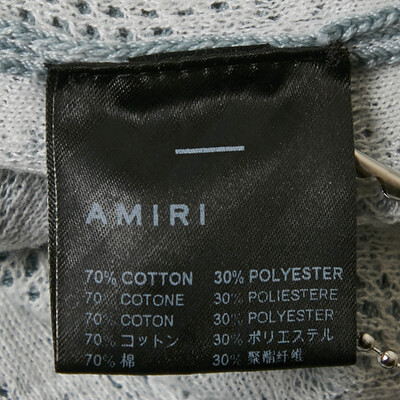 AMIRI
70% COTTON 30% POLYESTER
70% COTONE 30% POLIESTERE
70% COTON 30% POLYESTER
70% コットン 30% ポリエステル
70% 棉 30% 聚酯纤维